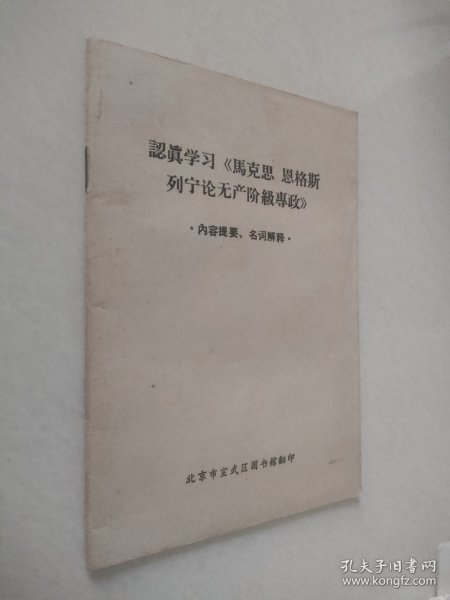 認眞学习《馬克思 恩格斯
列宁论无产阶級專政》
·內容提要、名词解释·
北京市宣武区图书馆翻印
孔夫子旧书网
www.kongfz.com